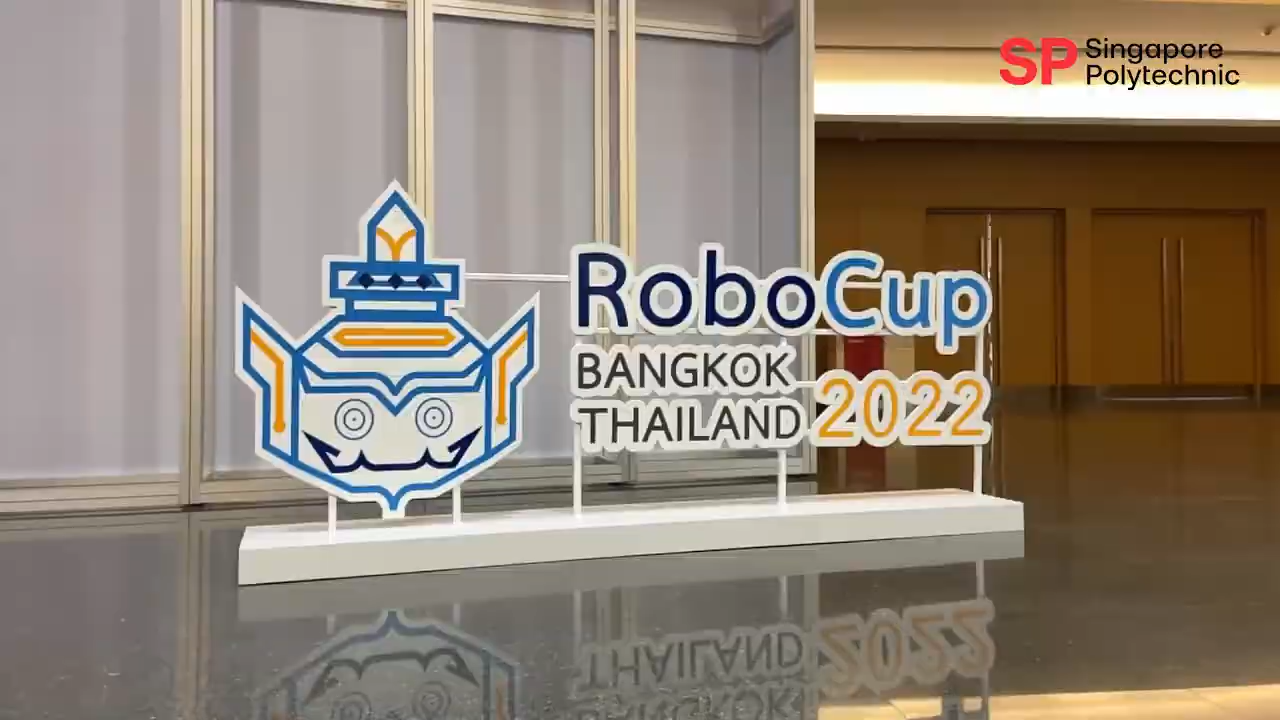 SP Singapore
Polytechnic
RoboCup
BANGKOK
THAILAND 2022